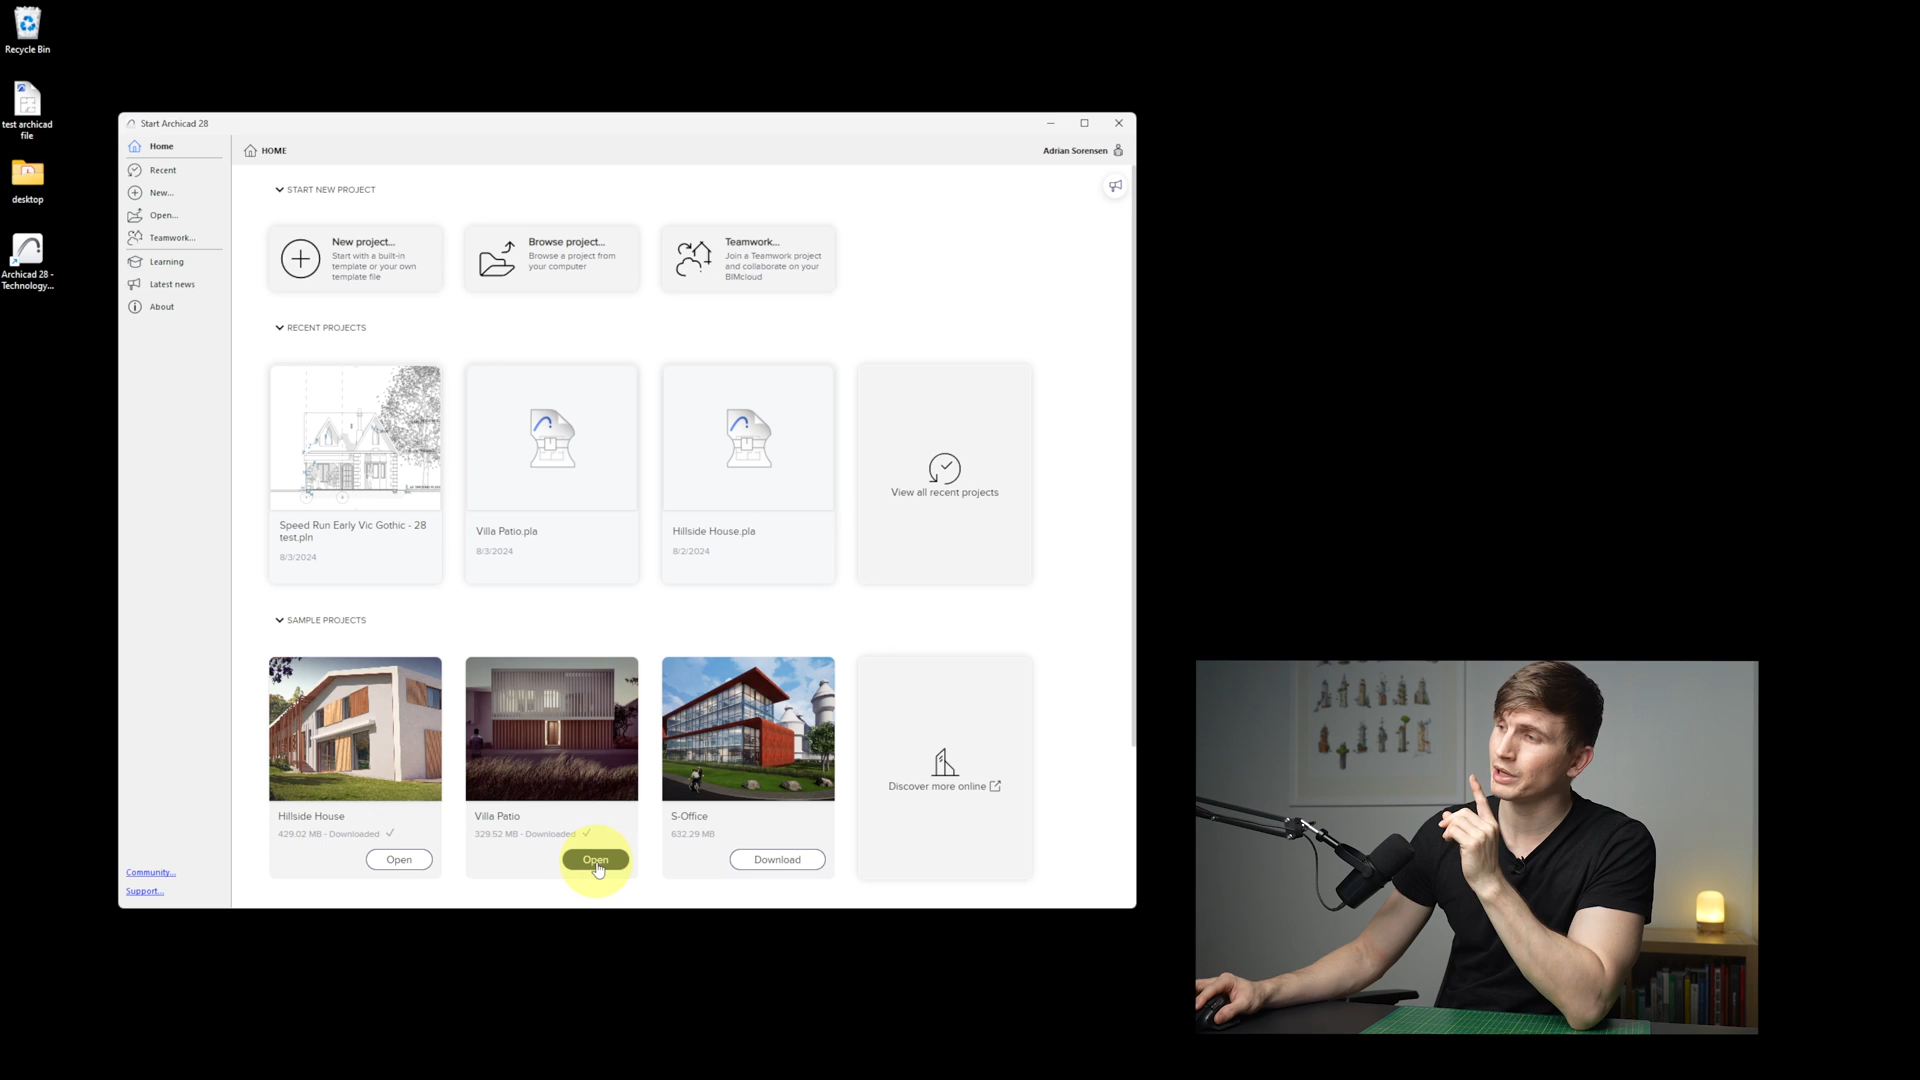 Recycle Bin
test archicad
file
desktop
Archicad 28 -
Technology...
Start Archicad 28
Home
Recent
New...
Open...
Teamwork...
Learning
Latest news
About
Community...
Support...
HOME
Adrian Sorensen
START NEW PROJECT
New project...
Start with a built-in
template or your own
template file
Browse project...
Browse a project from
your computer
Teamwork...
Join a Teamwork project
and collaborate on your
BIMcloud
RECENT PROJECTS
Speed Run Early Vic Gothic - 28
test.pln
8/3/2024
Villa Patio.pla
8/3/2024
Hillside House.pla
8/2/2024
View all recent projects
SAMPLE PROJECTS
Hillside House
429.02 MB - Downloaded
Open
Villa Patio
329.52 MB - Downloaded
Open
S-Office
632.29 MB
Download
Discover more online